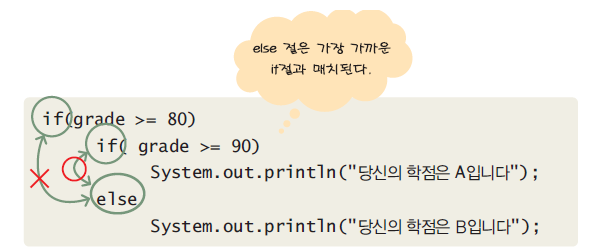 else 절은 가장 가까운
if절과 매치된다.
if(grade >= 80)
if( grade >= 90)
System.out.println("당신의 학점은 A입니다");
else
System.out.println("당신의 학점은 B입니다");